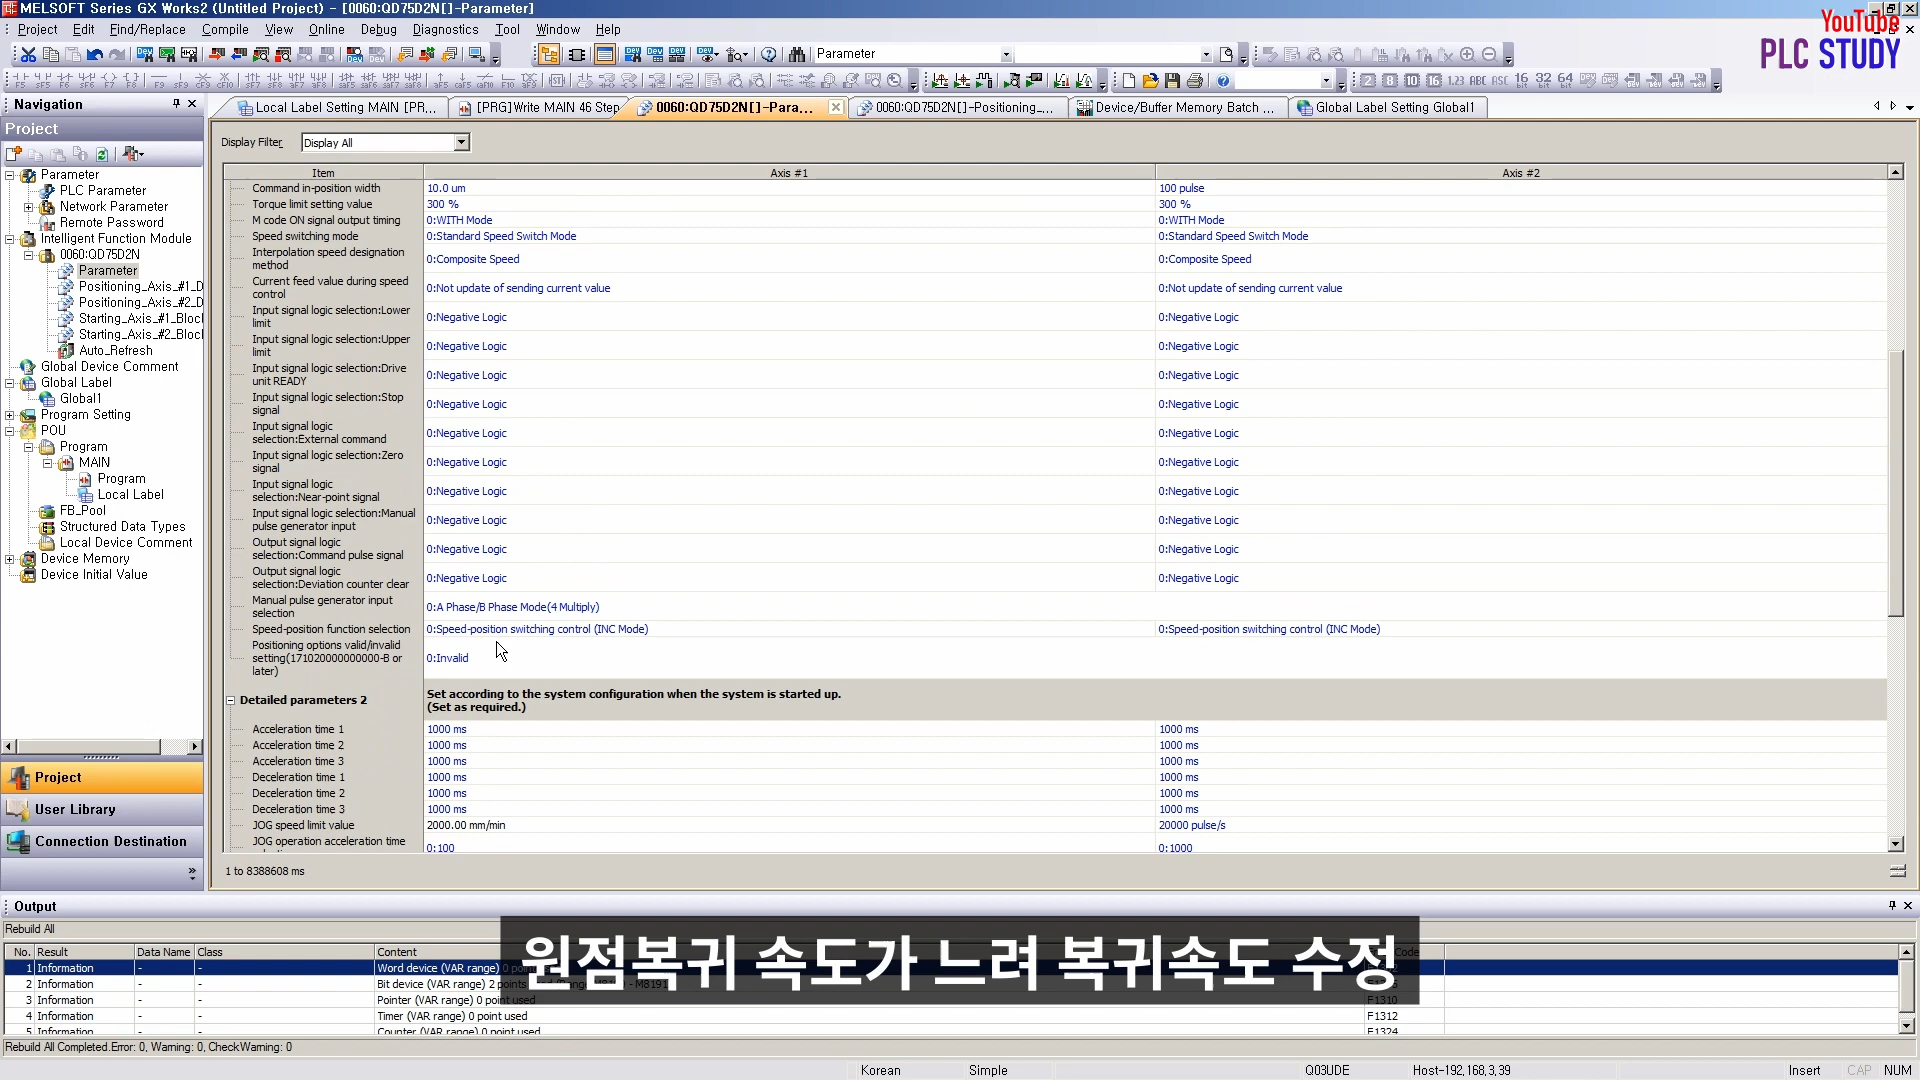 MELSOFT Series GX Works2 (Untitled Project) - [0060:QD75D2N[]-Parameter]
YouTube
PLC STUDY
Project Edit Find/Replace Compile View Online Debug Diagnostics Tool Window Help
Parameter
Navigation
Local Label Setting MAIN [PR...
[PRG]Write MAIN 46 Step
0060:QD75D2N[]-Para...
0060:QD75D2N[]-Positioning_...
Device/Buffer Memory Batch ...
Global Label Setting Global1
Project
Parameter
PLC Parameter
Network Parameter
Remote Password
Intelligent Function Module
0060:QD75D2N
Parameter
Positioning_Axis_#1_D
Positioning_Axis_#2_D
Starting_Axis_#1_Bloc
Starting_Axis_#2_Bloc
Auto_Refresh
Global Device Comment
Global Label
Global1
Program Setting
POU
Program
MAIN
Program
Local Label
FB_Pool
Structured Data Types
Local Device Comment
Device Memory
Device Initial Value
Project
User Library
Connection Destination
Display Filter Display All
Item Axis #1 Axis #2
Command in-position width 10.0 um 100 pulse
Torque limit setting value 300 % 300 %
M code ON signal output timing 0:WITH Mode 0:WITH Mode
Speed switching mode 0:Standard Speed Switch Mode 0:Standard Speed Switch Mode
Interpolation speed designation
method 0:Composite Speed 0:Composite Speed
Current feed value during speed
control 0:Not update of sending current value 0:Not update of sending current value
Input signal logic selection:Lower
limit 0:Negative Logic 0:Negative Logic
Input signal logic selection:Upper
limit 0:Negative Logic 0:Negative Logic
Input signal logic selection:Drive
unit READY 0:Negative Logic 0:Negative Logic
Input signal logic selection:Stop
signal 0:Negative Logic 0:Negative Logic
Input signal logic
selection:External command 0:Negative Logic 0:Negative Logic
Input signal logic selection:Zero
signal 0:Negative Logic 0:Negative Logic
Input signal logic
selection:Near-point signal 0:Negative Logic 0:Negative Logic
Input signal logic selection:Manual
pulse generator input 0:Negative Logic 0:Negative Logic
Output signal logic
selection:Command pulse signal 0:Negative Logic 0:Negative Logic
Output signal logic
selection:Deviation counter clear 0:Negative Logic 0:Negative Logic
Manual pulse generator input
selection 0:A Phase/B Phase Mode(4 Multiply)
Speed-position function selection 0:Speed-position switching control (INC Mode) 0:Speed-position switching control (INC Mode)
Positioning options valid/invalid
setting(171020000000000-B or
later) 0:Invalid
Detailed parameters 2 Set according to the system configuration when the system is started up.
(Set as required.)
Acceleration time 1 1000 ms 1000 ms
Acceleration time 2 1000 ms 1000 ms
Acceleration time 3 1000 ms 1000 ms
Deceleration time 1 1000 ms 1000 ms
Deceleration time 2 1000 ms 1000 ms
Deceleration time 3 1000 ms 1000 ms
JOG speed limit value 2000.00 mm/min 20000 pulse/s
JOG operation acceleration time 0:100 0:1000
1 to 8388608 ms
Output
Rebuild All
No. Result Data Name Class Content
1 Information - - Word device (VAR range) 0
2 Information - - Bit device (VAR range) 2 points M8191
3 Information - - Pointer (VAR range) 0 point used F1310
4 Information - - Timer (VAR range) 0 point used F1312
5 Information - - Counter (VAR range) 0 point used F1324
원점복귀 속도가 느려 복귀속도 수정
Rebuild All Completed.Error: 0, Warning: 0, CheckWarning: 0
Korean Simple Q03UDE Host-192,168,3,39 Insert CAP NUM